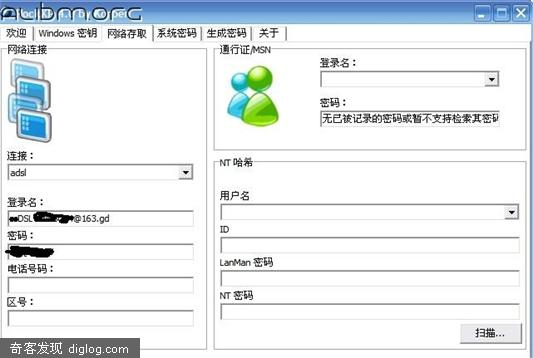 aubm.org
欢迎 Windows 密钥 网络存取 系统密码 生成密码 关于
网络连接
连接：
adsl
登录名：
DSL @163.gd
密码：
电话号码：
区号：
通行证/MSN
登录名：
密码：
无已被记录的密码或暂不支持检索其密码
NT 哈希
用户名
ID
LanMan 密码
NT 密码
扫描...
奇客发现 diglog.com